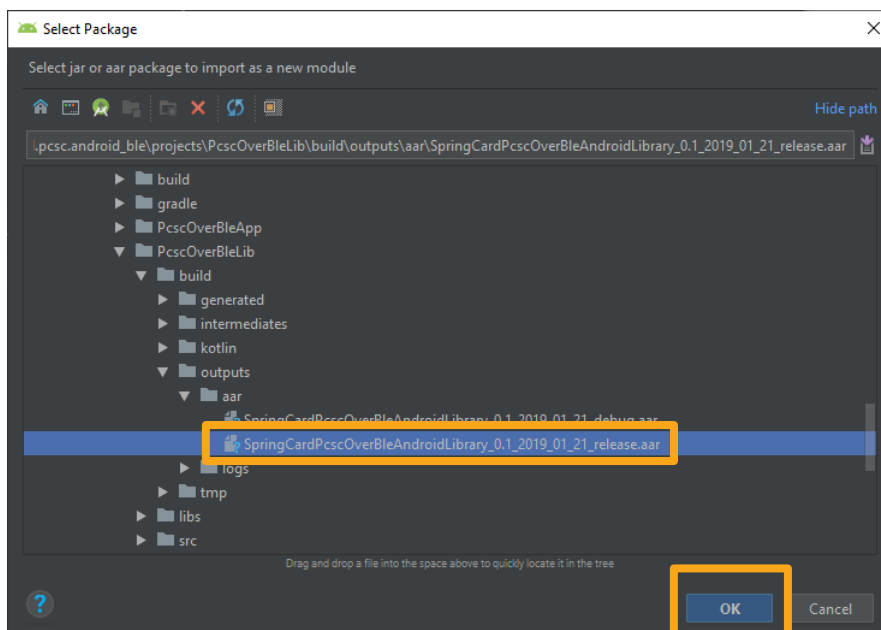 Select Package
Select jar or aar package to import as a new module
Hide path
.pcsc.android_ble\projects\PcscOverBleLib\build\outputs\aar\SpringCardPcscOverBleAndroidLibrary_0.1_2019_01_21_release.aar
build
gradle
PcscOverBleApp
PcscOverBleLib
build
generated
intermediates
kotlin
outputs
aar
SpringCardPcscOverBleAndroidLibrary_0.1_2019_01_21_debug.aar
SpringCardPcscOverBleAndroidLibrary_0.1_2019_01_21_release.aar
logs
tmp
libs
src
Drag and drop a file into the space above to quickly locate it in the tree
?
OK
Cancel